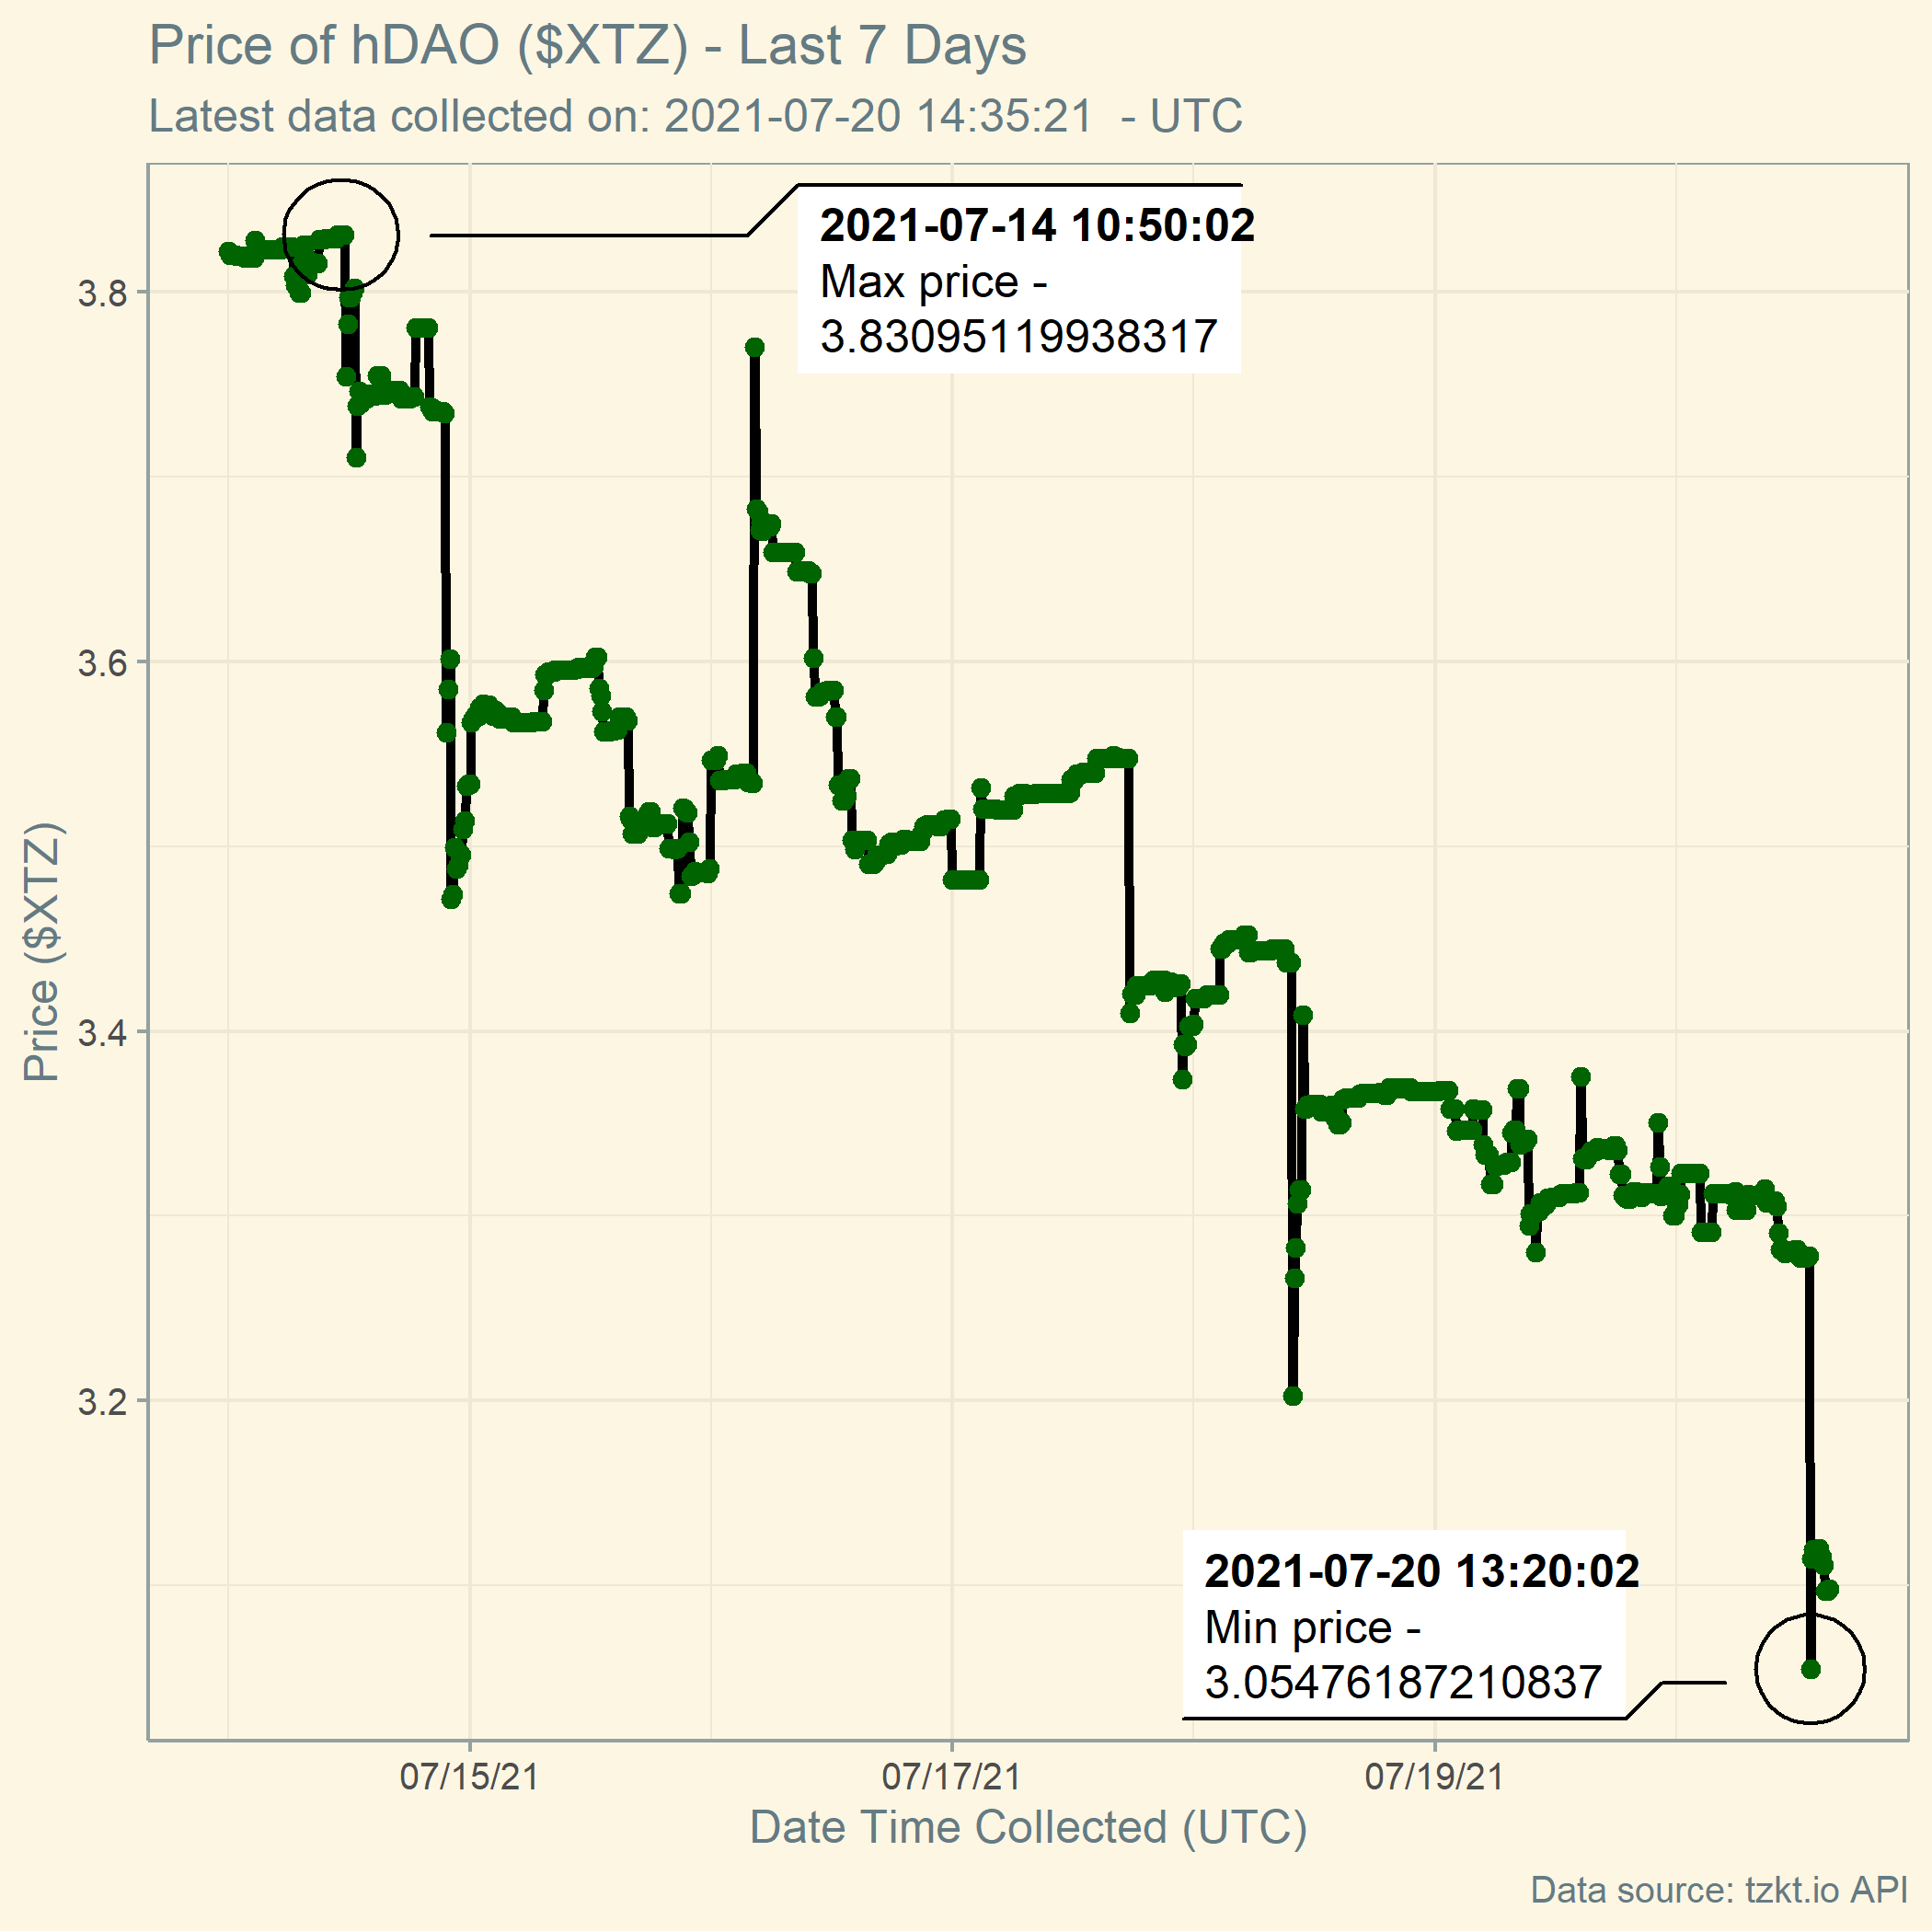 Price of hDAO ($XTZ) - Last 7 Days
Latest data collected on: 2021-07-20 14:35:21  - UTC
2021-07-14 10:50:02
Max price -
3.83095119938317
3.8
3.6
Price ($XTZ)
3.4
3.2
2021-07-20 13:20:02
Min price -
3.05476187210837
07/15/21
07/17/21
07/19/21
Date Time Collected (UTC)
Data source: tzkt.io API